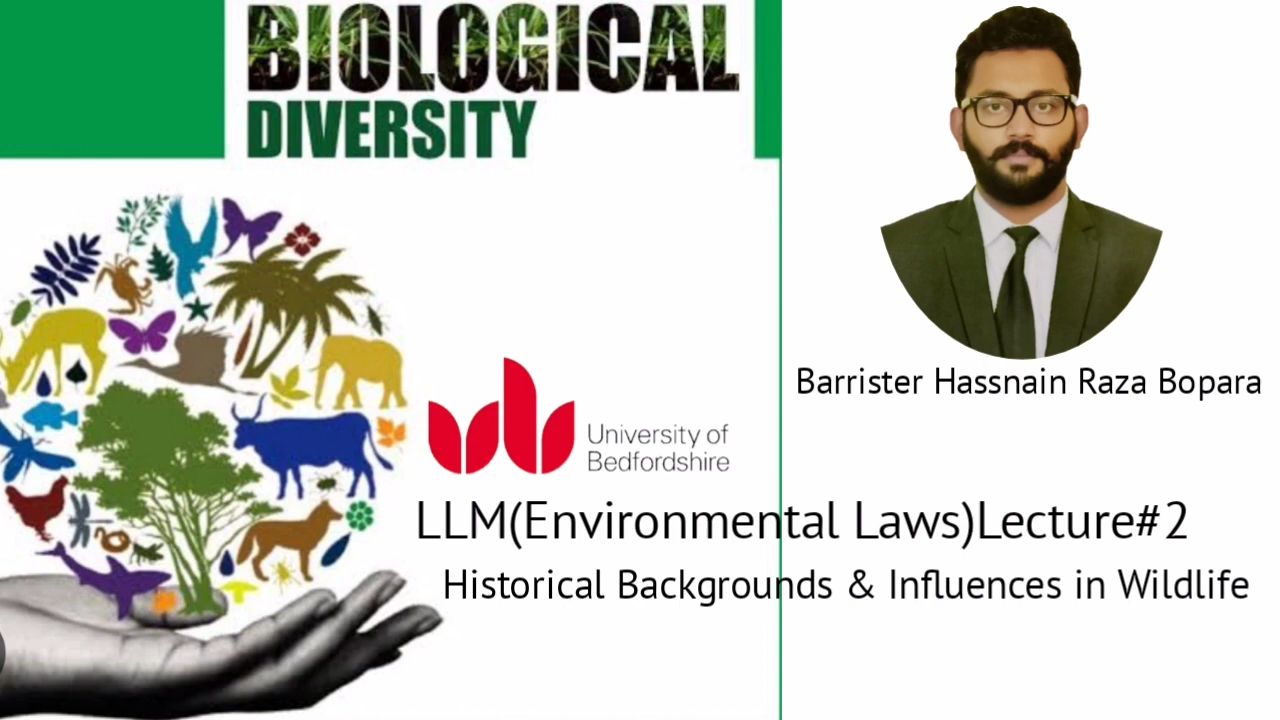 BIOLOGICAL
DIVERSITY
Barrister Hassnain Raza Bopara
University of
Bedfordshire
LLM(Environmental Laws)Lecture#2
Historical Backgrounds & Influences in Wildlife